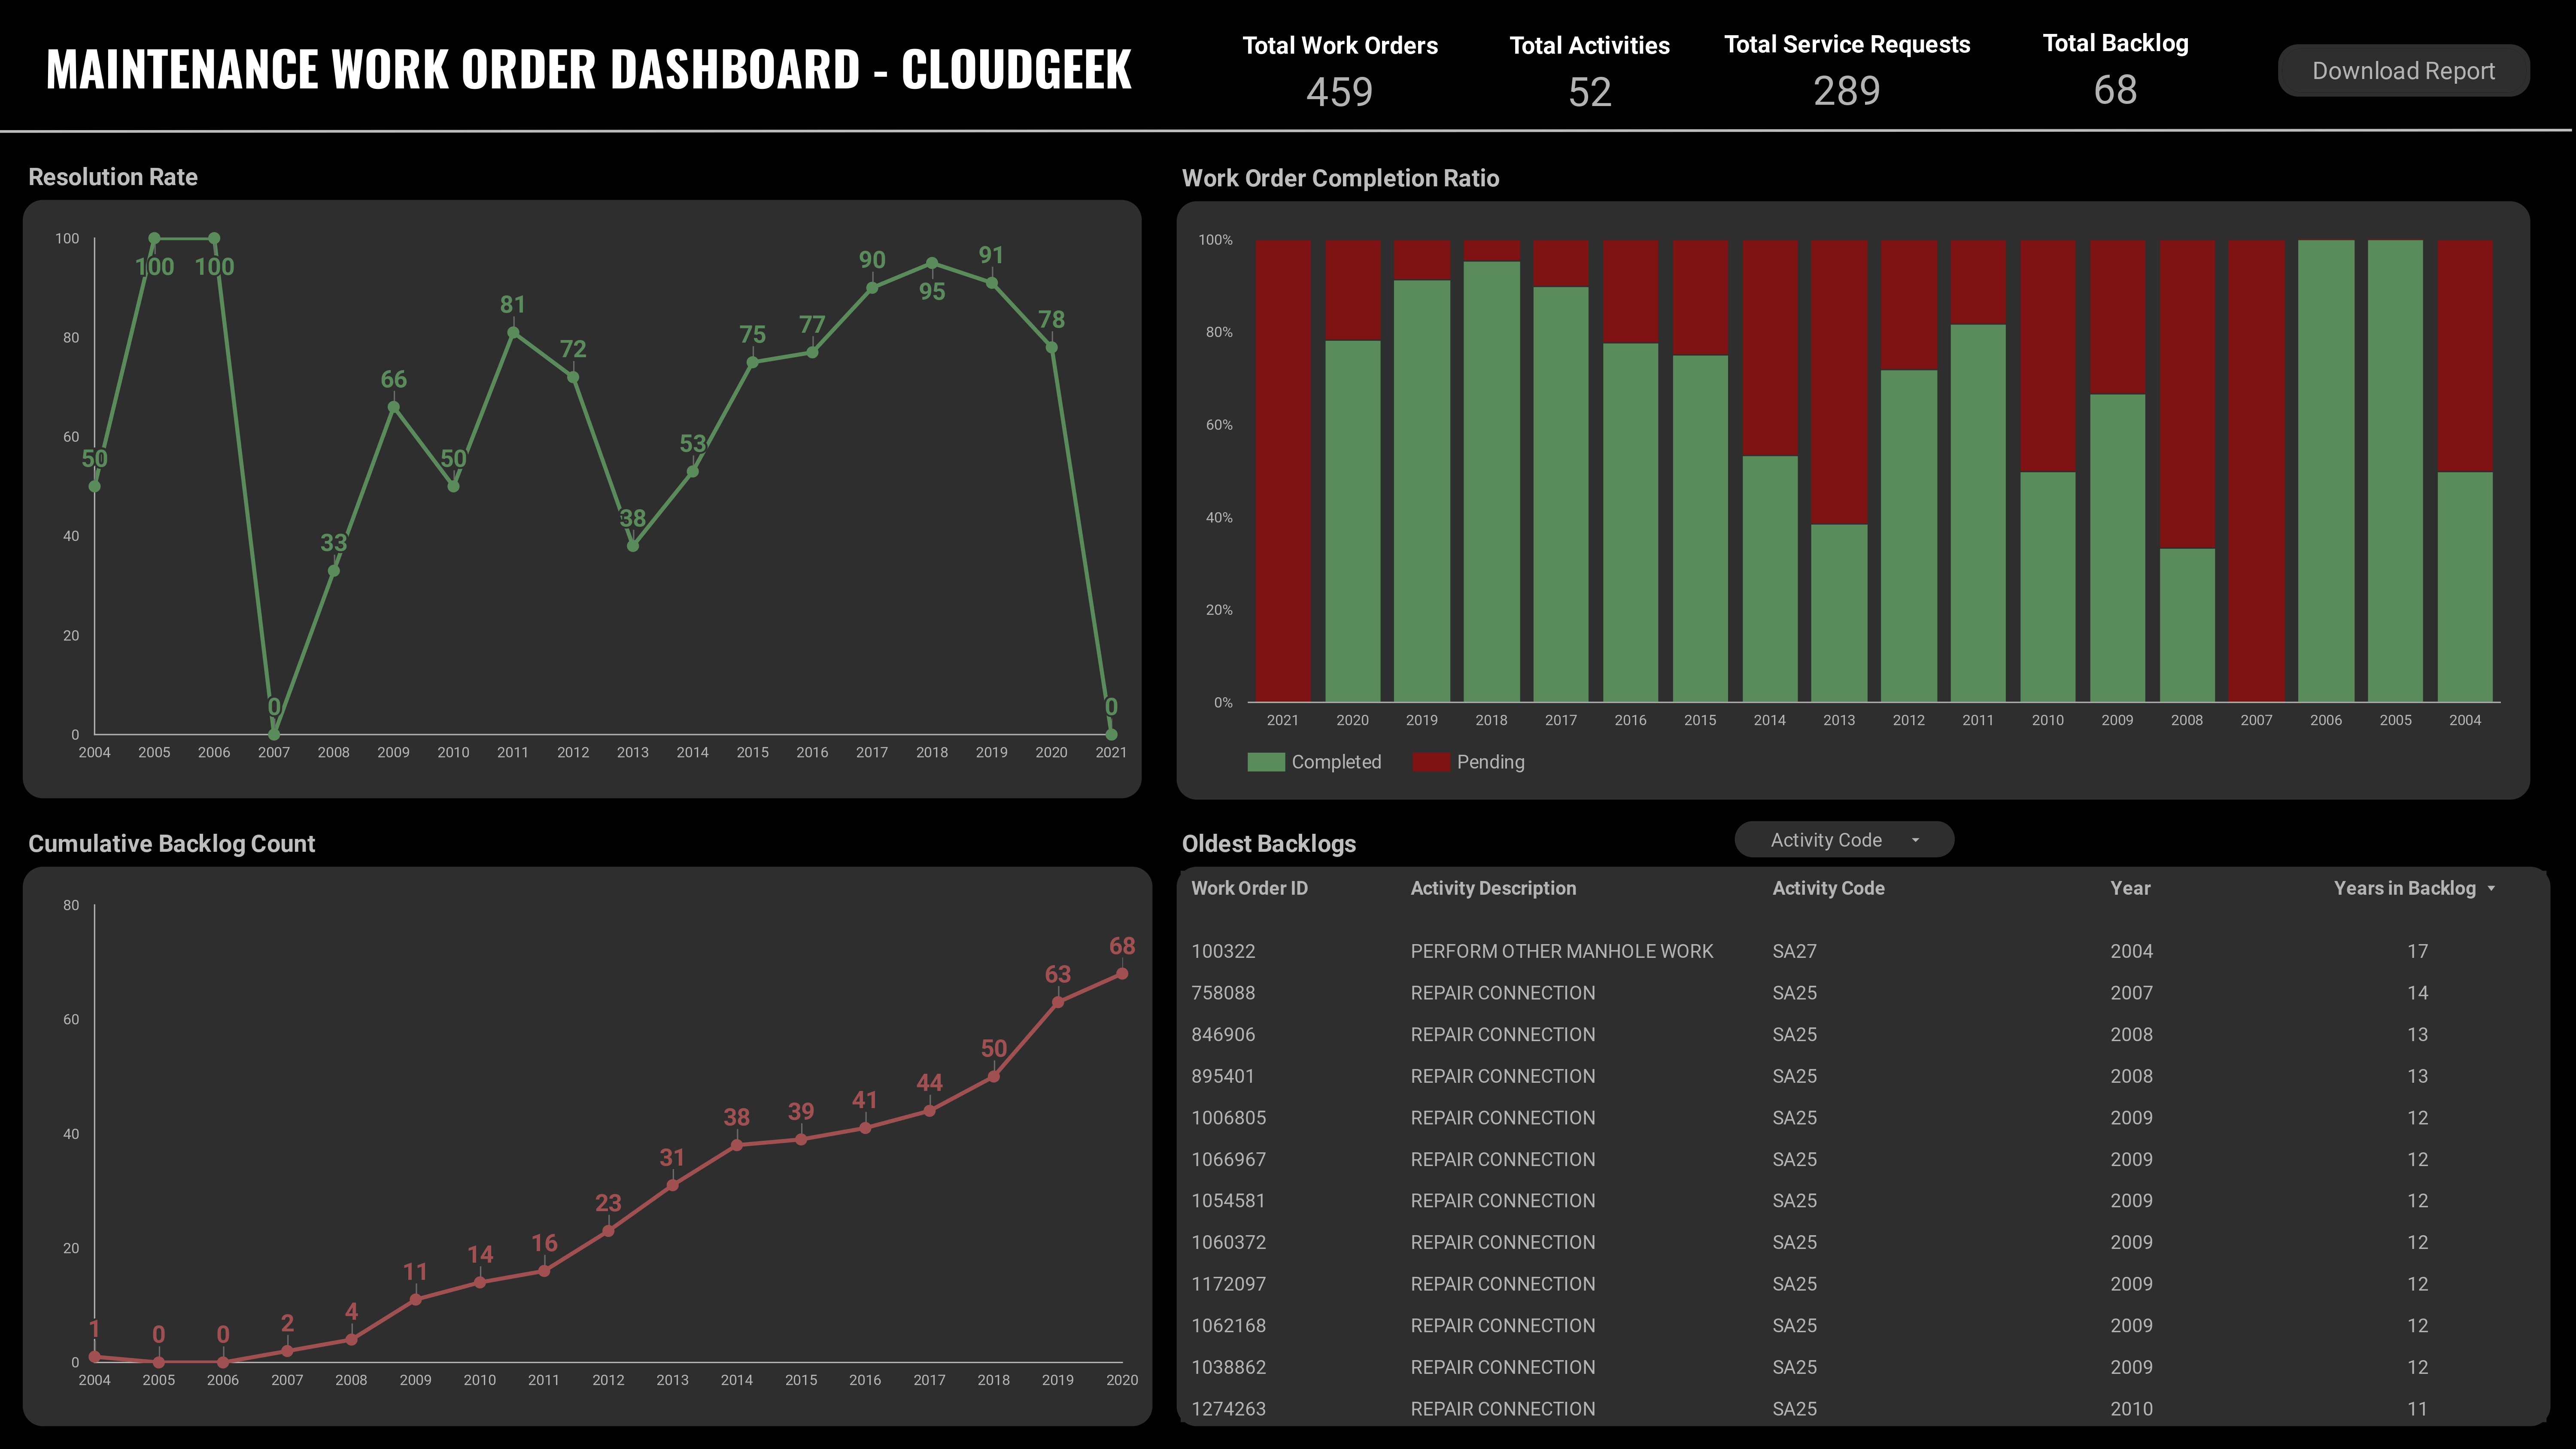 MAINTENANCE WORK ORDER DASHBOARD - CLOUDGEEK
Total Work Orders
459
Total Activities
52
Total Service Requests
289
Total Backlog
68
Download Report
Resolution Rate
100
80
60
40
20
0
50
100
100
0
33
66
50
81
72
38
53
75
77
90
95
91
78
0
2004 2005 2006 2007 2008 2009 2010 2011 2012 2013 2014 2015 2016 2017 2018 2019 2020 2021
Work Order Completion Ratio
100%
80%
60%
40%
20%
0%
2021 2020 2019 2018 2017 2016 2015 2014 2013 2012 2011 2010 2009 2008 2007 2006 2005 2004
Completed Pending
Cumulative Backlog Count
80
60
40
20
0
1
0
0
2
4
11
14
16
23
31
38
39
41
44
50
63
68
2004 2005 2006 2007 2008 2009 2010 2011 2012 2013 2014 2015 2016 2017 2018 2019 2020
Oldest Backlogs
Activity Code
Work Order ID Activity Description Activity Code Year Years in Backlog
100322 PERFORM OTHER MANHOLE WORK SA27 2004 17
758088 REPAIR CONNECTION SA25 2007 14
846906 REPAIR CONNECTION SA25 2008 13
895401 REPAIR CONNECTION SA25 2008 13
1006805 REPAIR CONNECTION SA25 2009 12
1066967 REPAIR CONNECTION SA25 2009 12
1054581 REPAIR CONNECTION SA25 2009 12
1060372 REPAIR CONNECTION SA25 2009 12
1172097 REPAIR CONNECTION SA25 2009 12
1062168 REPAIR CONNECTION SA25 2009 12
1038862 REPAIR CONNECTION SA25 2009 12
1274263 REPAIR CONNECTION SA25 2010 11